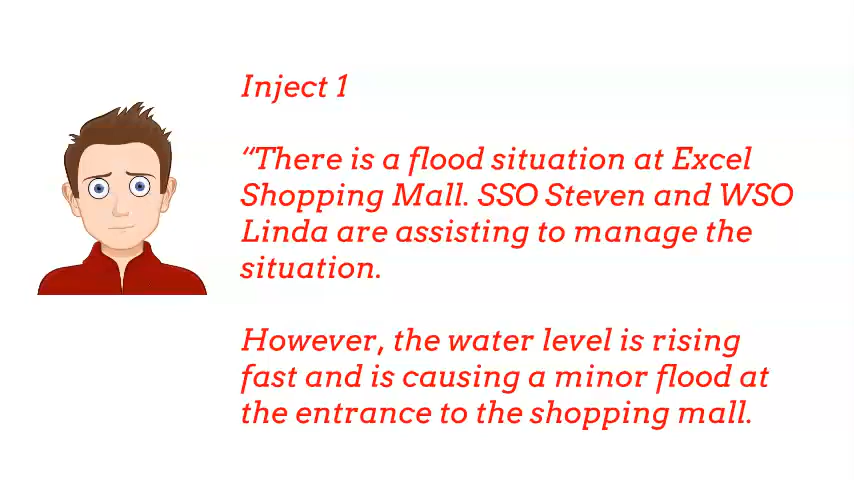 Inject 1
“There is a flood situation at Excel
Shopping Mall. SSO Steven and WSO
Linda are assisting to manage the
situation.
However, the water level is rising
fast and is causing a minor flood at
the entrance to the shopping mall.